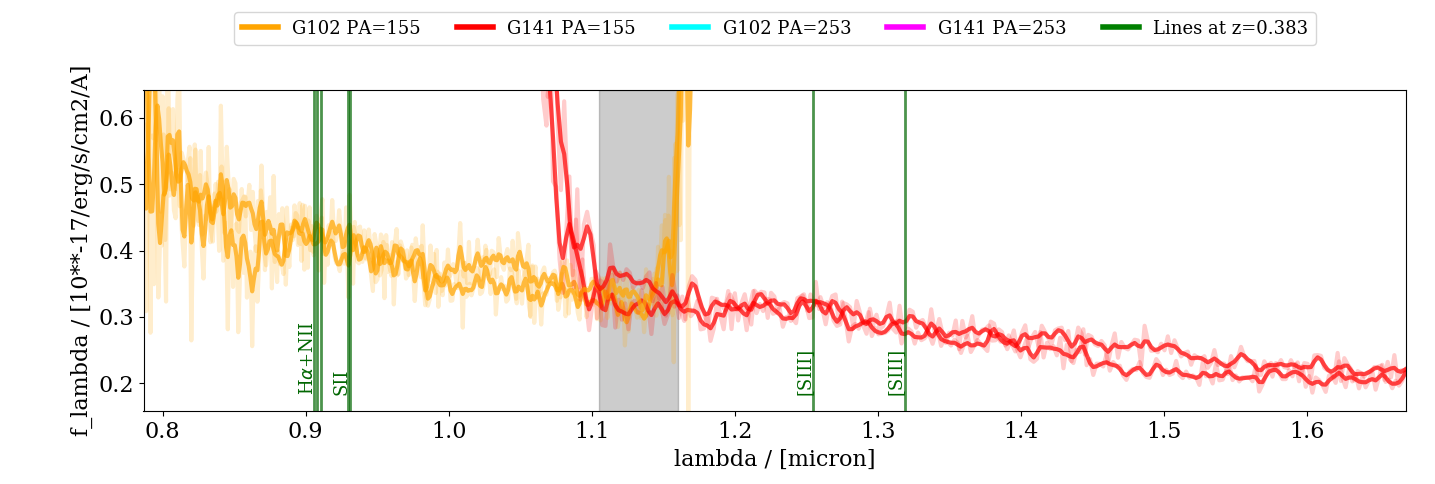 G102 PA=155 G141 PA=155 G102 PA=253 G141 PA=253 Lines at z=0.383
f_lambda / [10**-17/erg/s/cm2/A]
0.6
0.5
0.4
0.3
0.2
Hα+NII
SII
[SIII]
[SIII]
0.8 0.9 1.0 1.1 1.2 1.3 1.4 1.5 1.6
lambda / [micron]